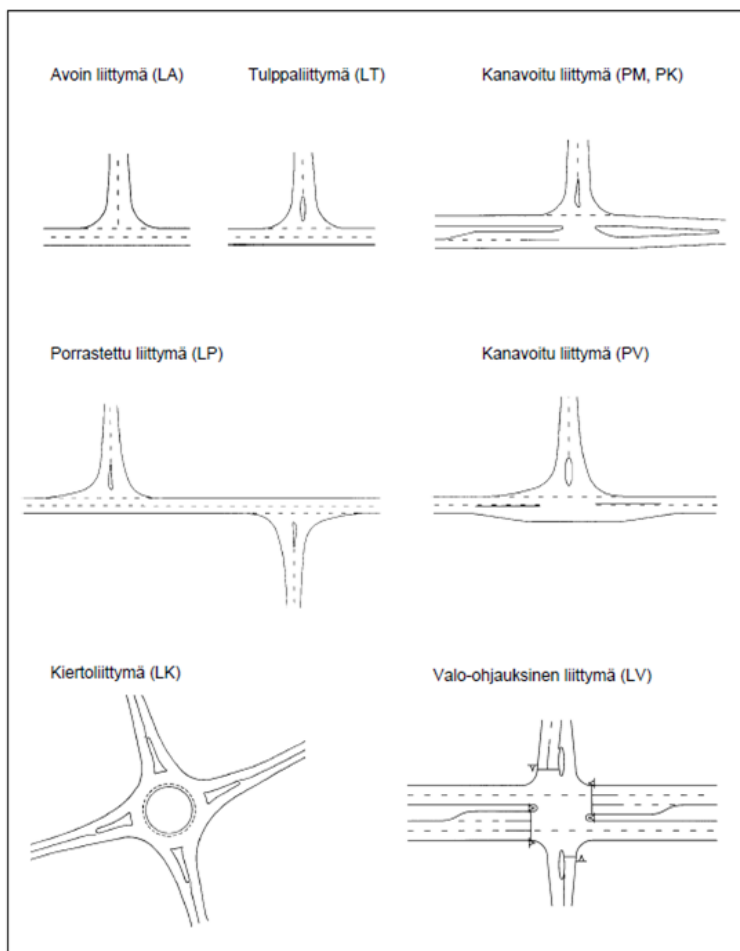 Avoin liittymä (LA)
Tulppaliittymä (LT)
Kanavoitu liittymä (PM, PK)
Porrastettu liittymä (LP)
Kanavoitu liittymä (PV)
Kiertoliittymä (LK)
Valo-ohjauksinen liittymä (LV)